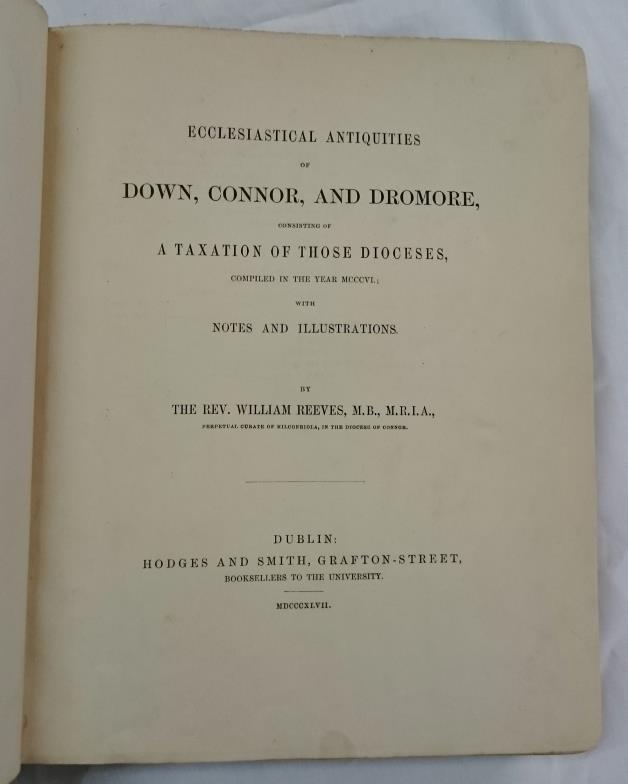 ECCLESIASTICAL ANTIQUITIES
OF
DOWN, CONNOR, AND DROMORE,
CONSISTING OF
A TAXATION OF THOSE DIOCESES,
COMPILED IN THE YEAR MCCCVI.;
WITH
NOTES AND ILLUSTRATIONS.
BY
THE REV. WILLIAM REEVES, M.B., M.R.I.A.,
PERPETUAL CURATE OF KILCONRIOLA, IN THE DIOCESE OF CONNOR.
DUBLIN:
HODGES AND SMITH, GRAFTON-STREET,
BOOKSELLERS TO THE UNIVERSITY.
MDCCCXLVII.